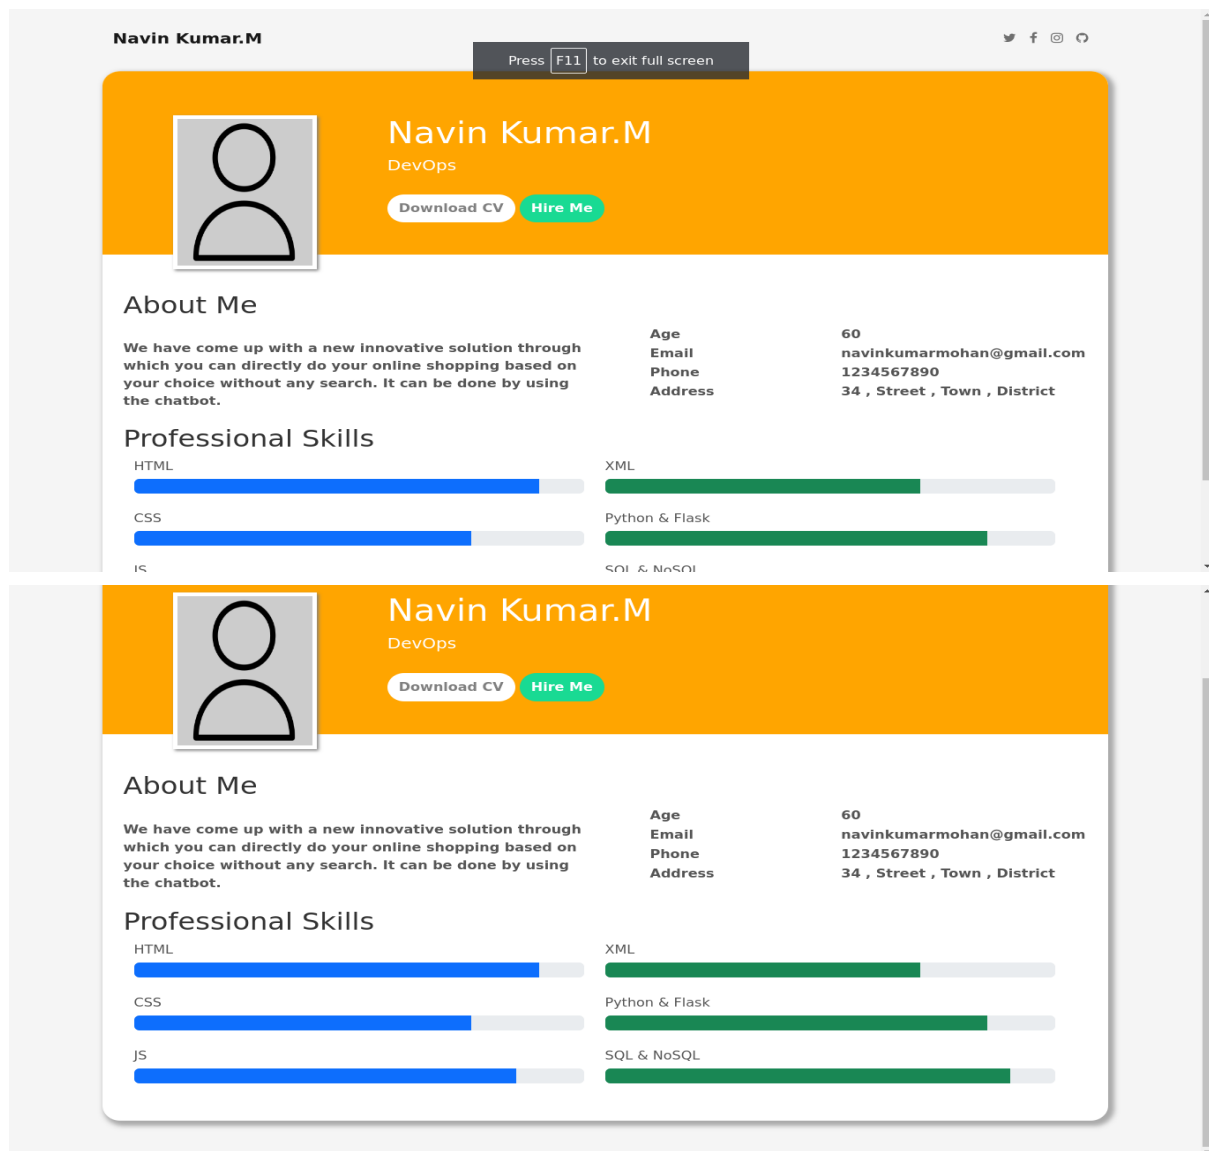 Navin Kumar.M
Press F11 to exit full screen
Navin Kumar.M
DevOps
Download CV Hire Me
About Me
We have come up with a new innovative solution through
which you can directly do your online shopping based on
your choice without any search. It can be done by using
the chatbot.
Age 60
Email navinkumarmohan@gmail.com
Phone 1234567890
Address 34 , Street , Town , District
Professional Skills
HTML XML
CSS Python & Flask
JS SQL & NoSQL
Navin Kumar.M
DevOps
Download CV Hire Me
About Me
We have come up with a new innovative solution through
which you can directly do your online shopping based on
your choice without any search. It can be done by using
the chatbot.
Age 60
Email navinkumarmohan@gmail.com
Phone 1234567890
Address 34 , Street , Town , District
Professional Skills
HTML XML
CSS Python & Flask
JS SQL & NoSQL